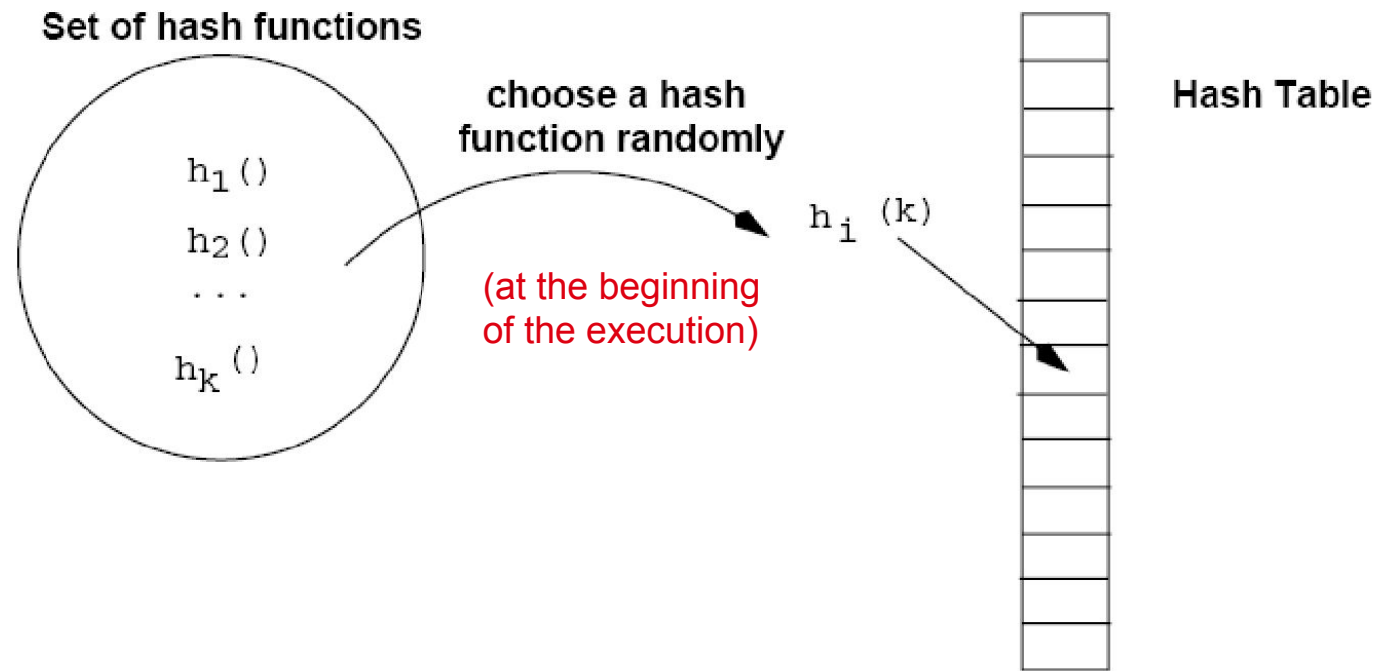 Set of hash functions
choose a hash
function randomly
Hash Table
h1()
h2()
...
hk()
hi(k)
(at the beginning
of the execution)